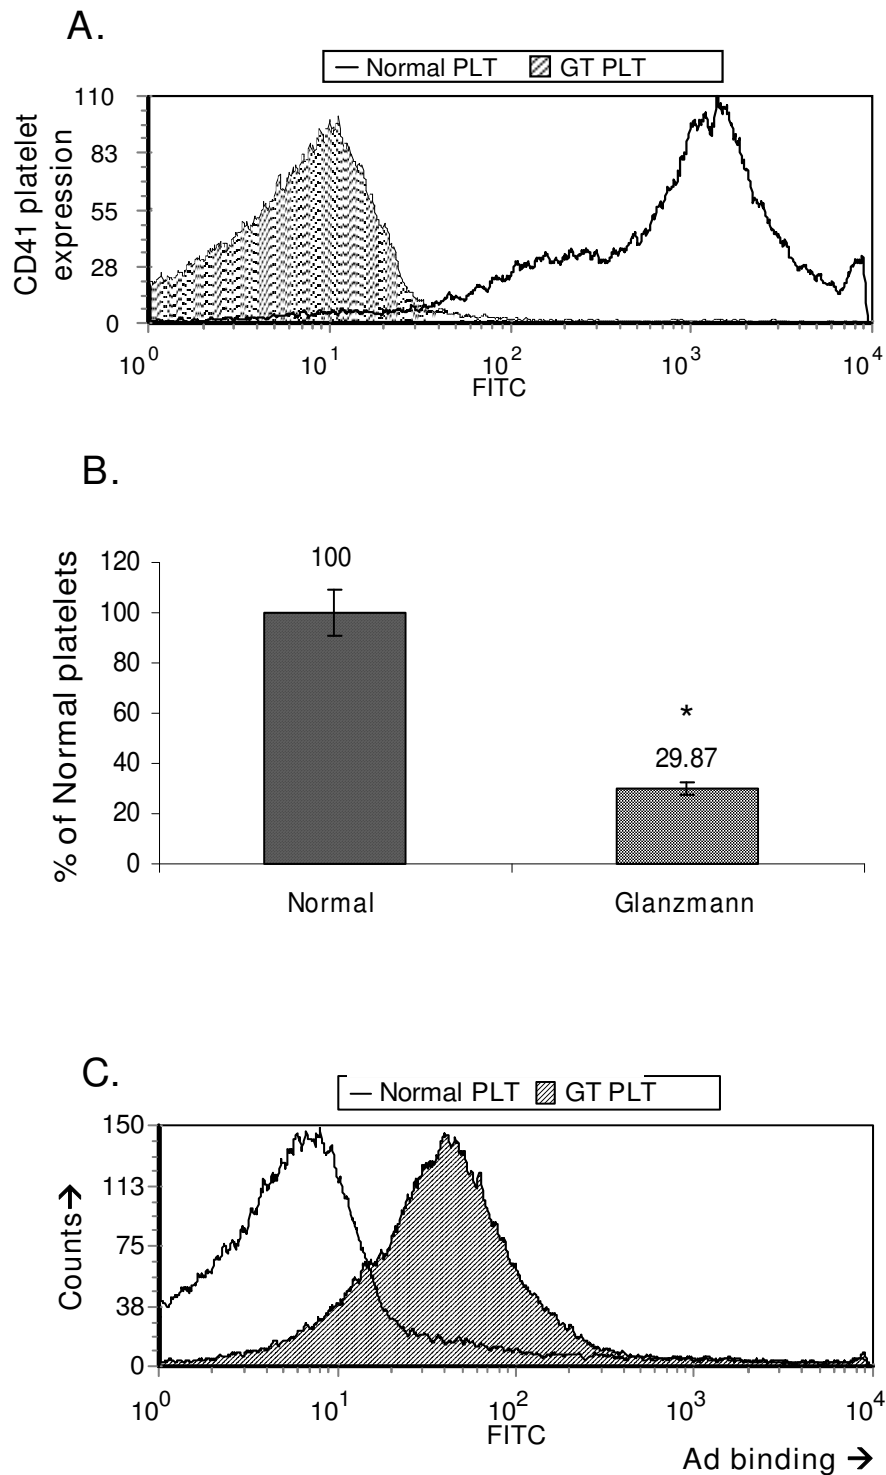 A.
Normal PLT GT PLT
CD41 platelet
expression
110
83
55
28
0
10^0 10^1 10^2 10^3 10^4
FITC
B.
% of Normal platelets
120
100
80
60
40
20
0
100
*
29.87
Normal Glanzmann
C.
Normal PLT GT PLT
Counts→
150
113
75
38
0
10^0 10^1 10^2 10^3 10^4
FITC
Ad binding →